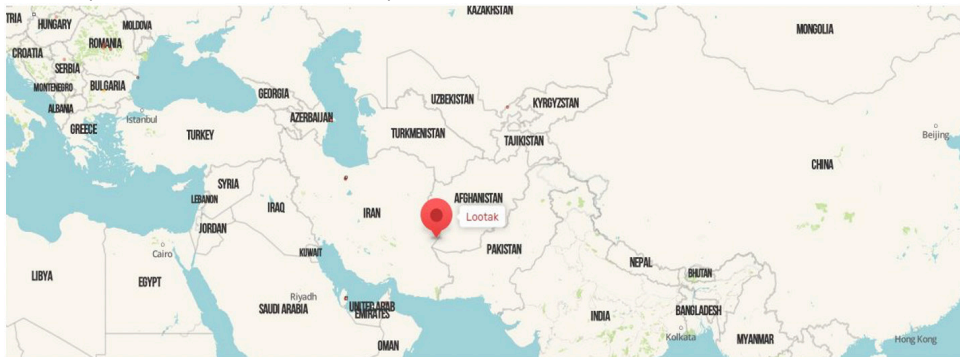 KAZAKHSTAN
TRIA
HUNGARY
MOLDOVA
MONGOLIA
ROMANIA
CROATIA
SERBIA
MONTENEGRO
BULGARIA
GEORGIA
UZBEKISTAN
KYRGYZSTAN
ALBANIA
Istanbul
AZERBAIJAN
GREECE
TURKEY
TURKMENISTAN
TAJIKISTAN
Beijing
CHINA
SYRIA
LEBANON
IRAQ
IRAN
AFGHANISTAN
Lootak
JORDAN
Cairo
KUWAIT
PAKISTAN
NEPAL
BHUTAN
LIBYA
EGYPT
Riyadh
SAUDI ARABIA
UNITED ARAB
EMIRATES
INDIA
BANGLADESH
Kolkata
MYANMAR
Hong Kong
OMAN